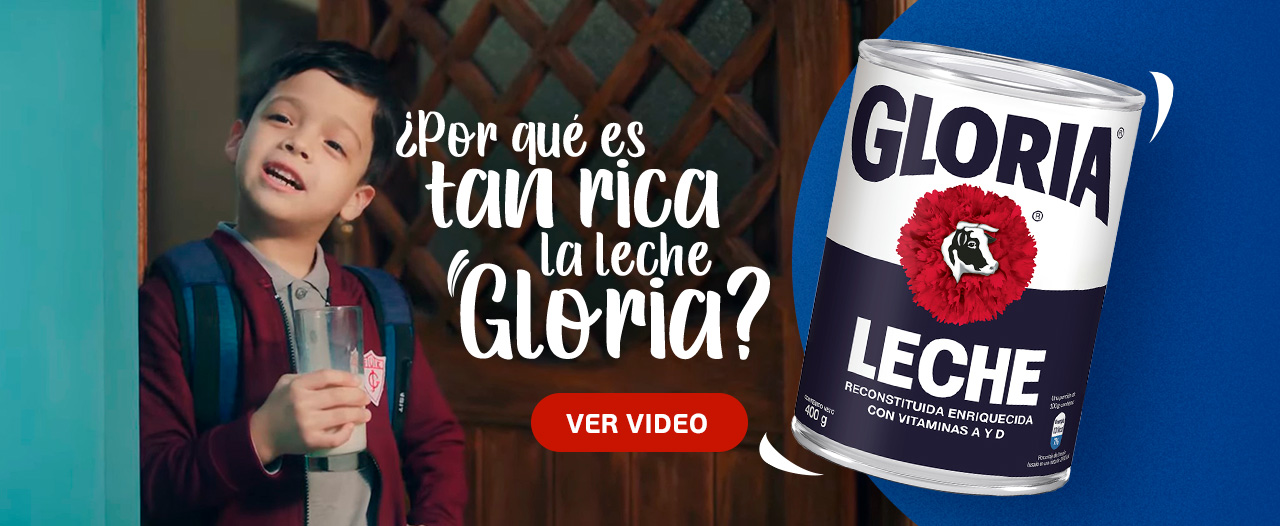 ¿Por qué es
tan rica
la leche
Gloria?
VER VIDEO
GLORIA®
®
LECHE
RECONSTITUIDA ENRIQUECIDA
CON VITAMINAS A Y D
400 g